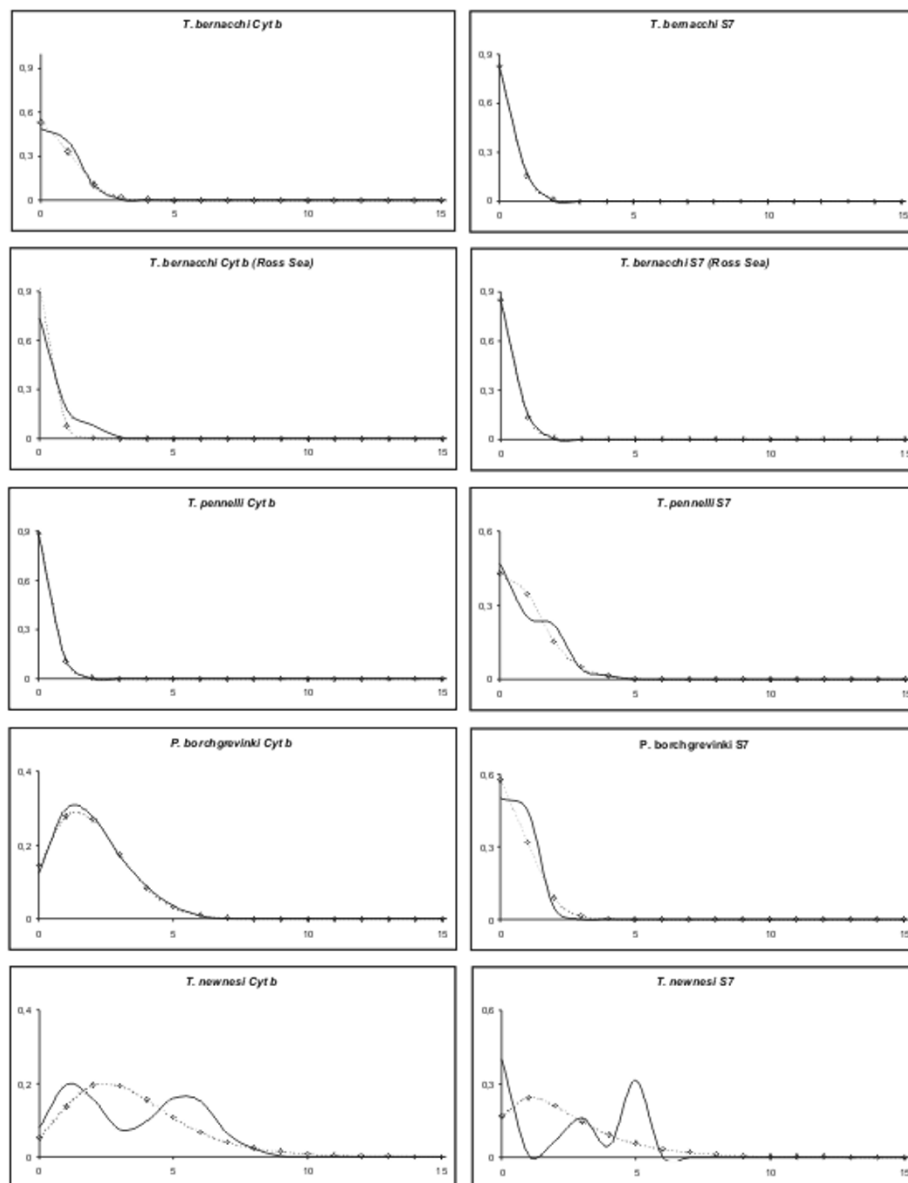 T. bernacchi Cyt b
0,9
0,6
0,3
0
0 5 10 15
T. bernacchi S7
0,9
0,6
0,3
0
0 5 10 15
T. bernacchi Cyt b (Ross Sea)
0,9
0,6
0,3
0
0 5 10 15
T. bernacchi S7 (Ross Sea)
0,9
0,6
0,3
0
0 5 10 15
T. pennelli Cyt b
0,9
0,6
0,3
0
0 5 10 15
T. pennelli S7
0,6
0,3
0
0 5 10 15
P. borchgrevinki Cyt b
0,4
0,2
0
0 5 10 15
P. borchgrevinki S7
0,6
0,3
0
0 5 10 15
T. newnesi Cyt b
0,4
0,2
0
0 5 10 15
T. newnesi S7
0,6
0,3
0
0 5 10 15